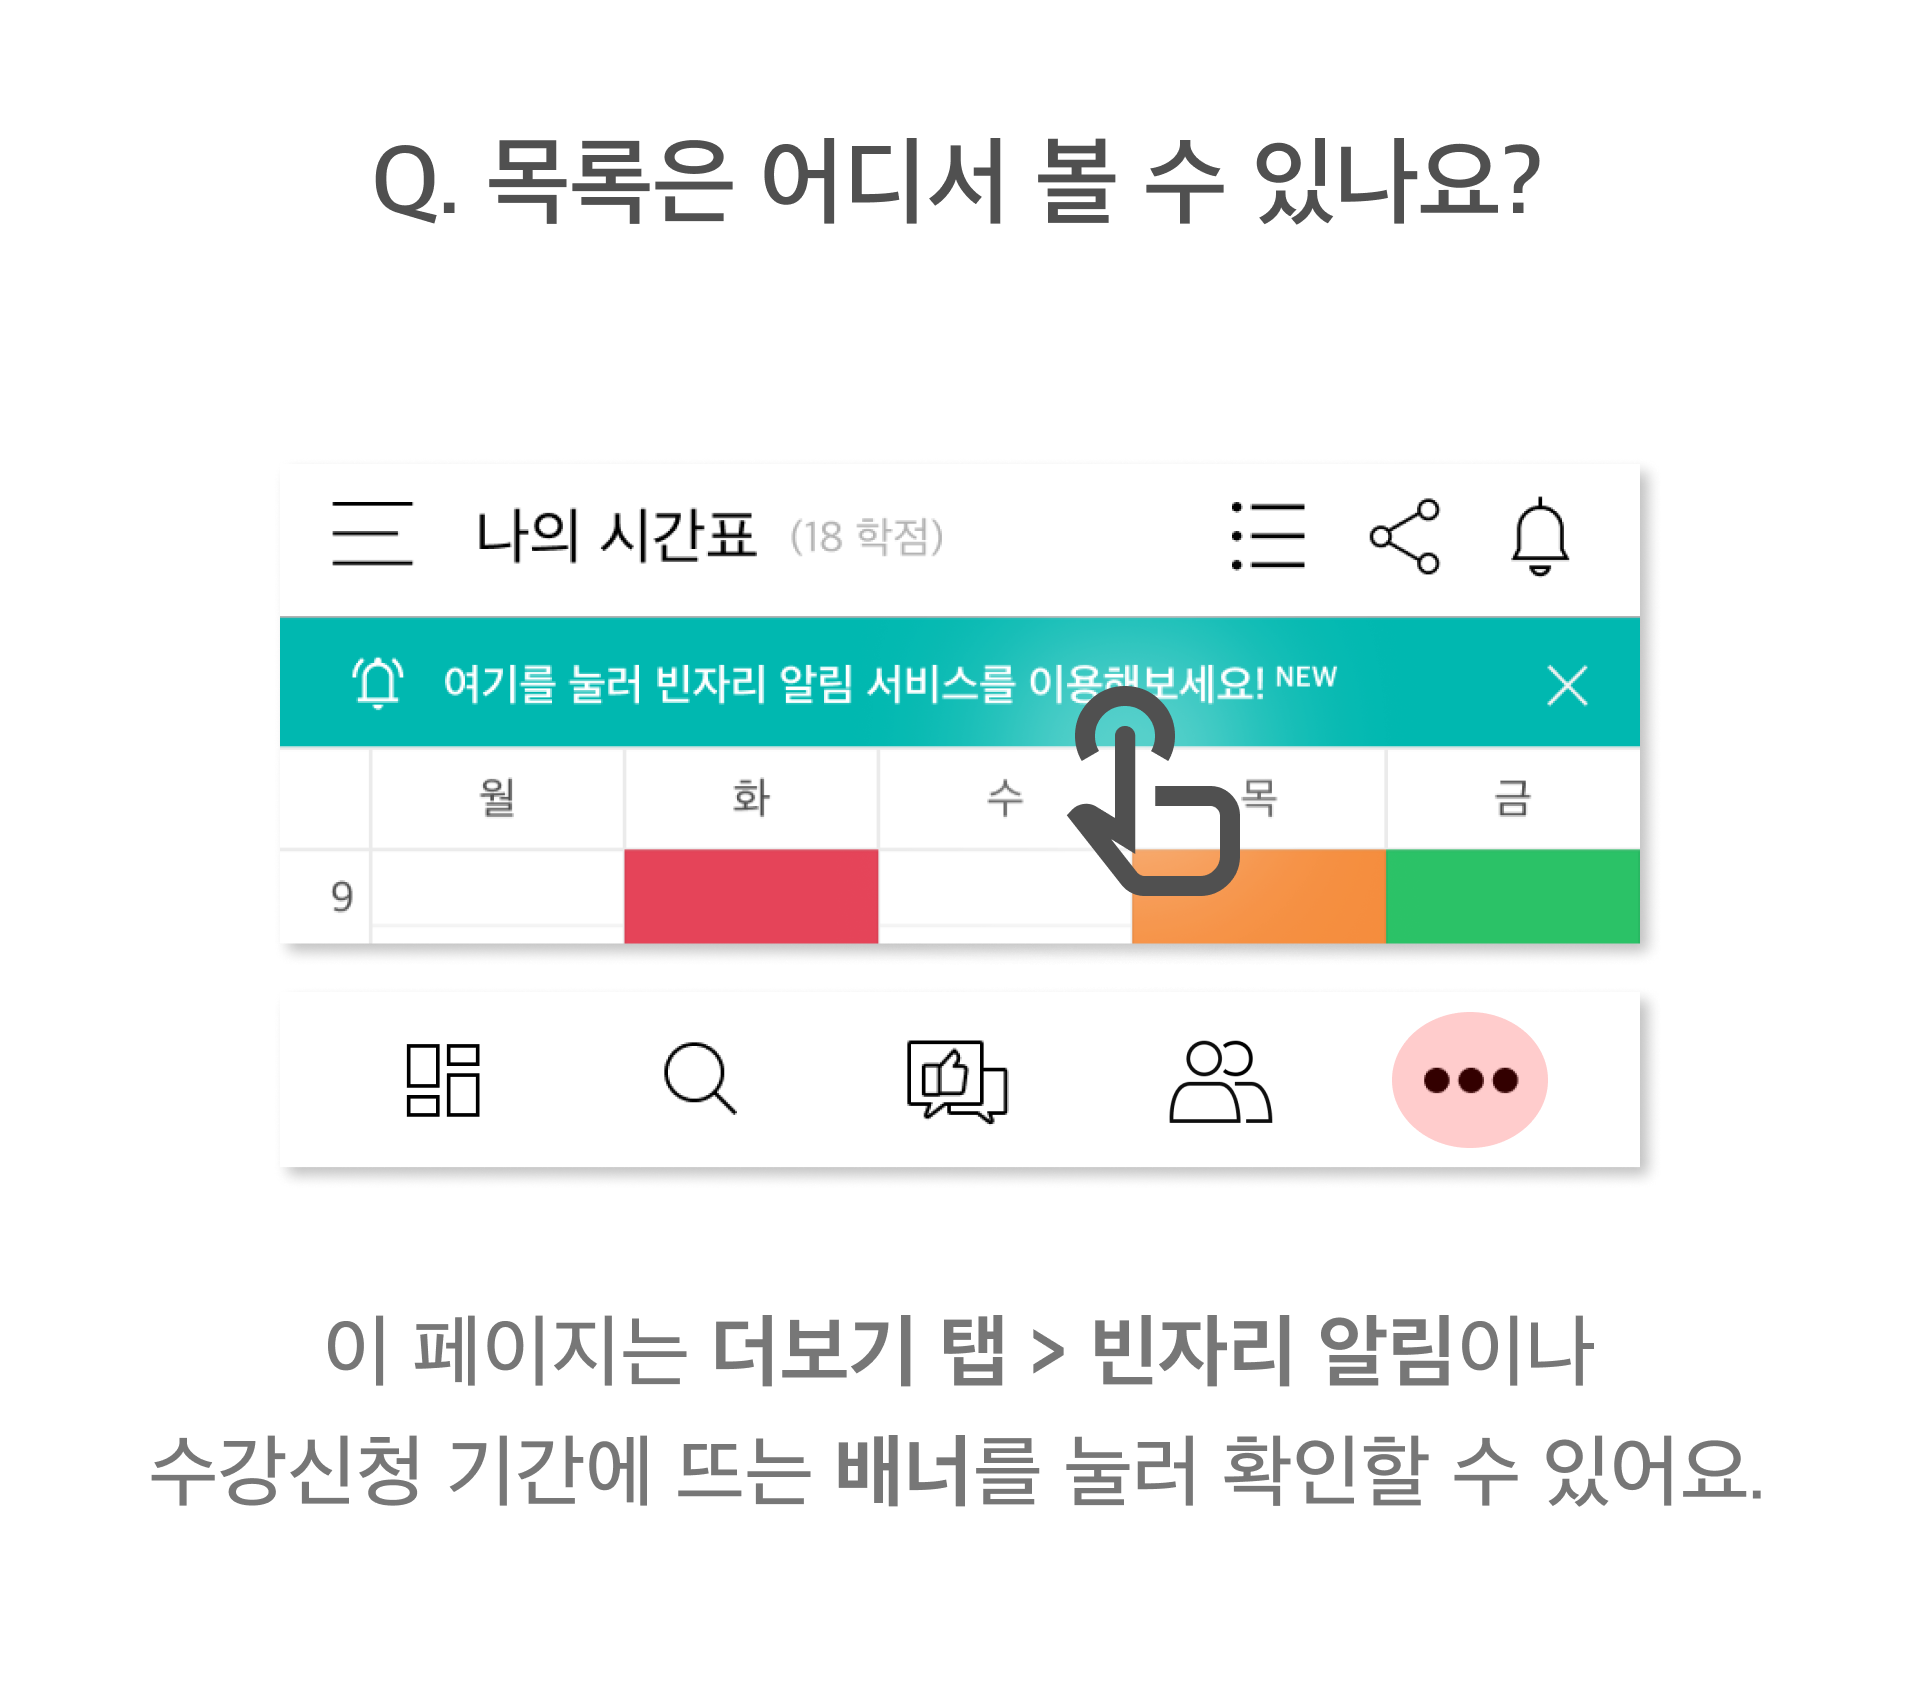 Q. 목록은 어디서 볼 수 있나요?
나의 시간표 (18 학점)
여기를 눌러 빈자리 알림 서비스를 이용해보세요! NEW
월 화 수 목 금
9
이 페이지는 더보기 탭 > 빈자리 알림이나
수강신청 기간에 뜨는 배너를 눌러 확인할 수 있어요.